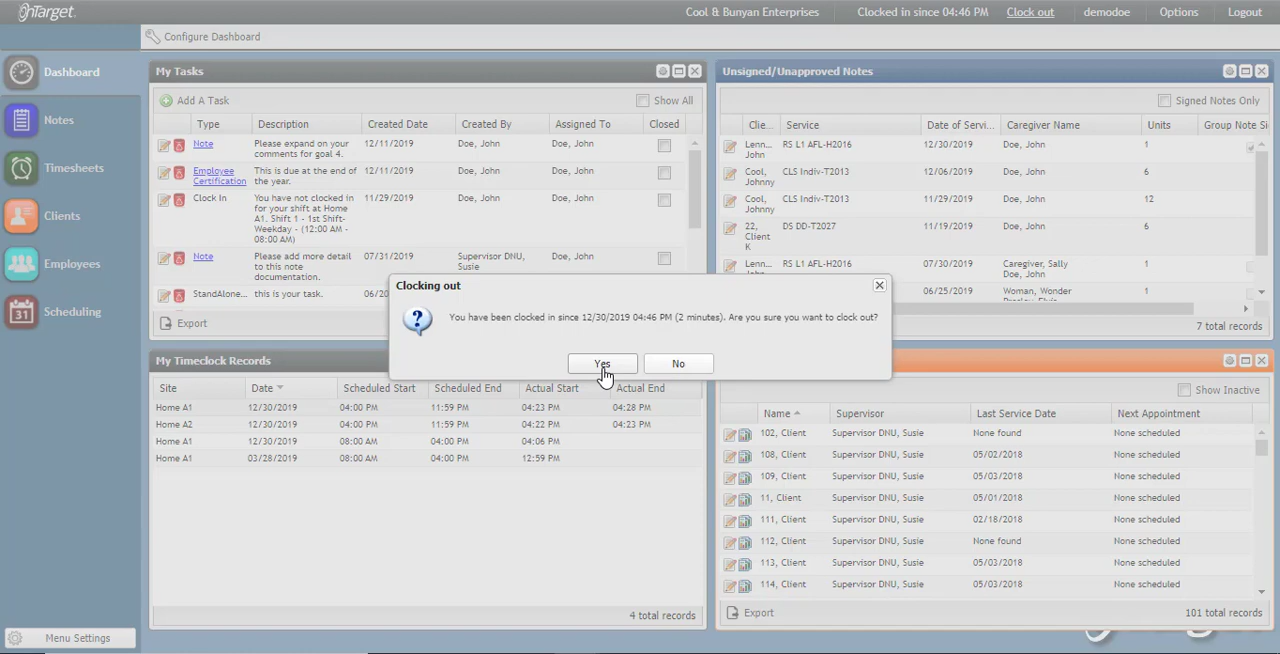 OnTarget
Cool & Bunyan Enterprises
Clocked in since 04:46 PM
Clock out
demodoe
Options
Logout
Configure Dashboard
Dashboard
Notes
Timesheets
Clients
Employees
31
Scheduling
Menu Settings
My Tasks
Add A Task
Show All
Type Description Created Date Created By Assigned To Closed
Note Please expand on your 12/11/2019 Doe, John Doe, John
comments for goal 4.
Employee This is due at the end of 12/11/2019 Doe, John Doe, John
Certification the year.
Clock In You have not clocked in 11/29/2019 Doe, John Doe, John
for your shift at Home
A1. Shift 1 - 1st Shift-
Weekday - (12:00 AM -
08:00 AM)
Note Please add more detail 07/31/2019 Supervisor DNU, Doe, John
to this note Susie
documentation.
StandAlone... this is your task. 06/20
Export
Unsigned/Unapproved Notes
Signed Notes Only
Clie... Service Date of Servi... Caregiver Name Units Group Note Si
Lenn... RS L1 AFL-H2016 12/30/2019 Doe, John 1
John
Cool, CLS Indiv-T2013 12/06/2019 Doe, John 6
Johnny
Cool, CLS Indiv-T2013 11/29/2019 Doe, John 12
Johnny
22, DS DD-T2027 11/19/2019 Doe, John 6
Client
K
Lenn... RS L1 AFL-H2016 07/30/2019 Caregiver, Sally 1
Doe, John
06/25/2019 Woman, Wonder 1
7 total records
Clocking out
You have been clocked in since 12/30/2019 04:46 PM (2 minutes). Are you sure you want to clock out?
Yes
No
My Timeclock Records
Site Date Scheduled Start Scheduled End Actual Start Actual End
Home A1 12/30/2019 04:00 PM 11:59 PM 04:23 PM 04:28 PM
Home A2 12/30/2019 04:00 PM 11:59 PM 04:22 PM 04:23 PM
Home A1 12/30/2019 08:00 AM 04:00 PM 04:06 PM
Home A1 03/28/2019 08:00 AM 04:00 PM 12:59 PM
4 total records
Show Inactive
Name Supervisor Last Service Date Next Appointment
102, Client Supervisor DNU, Susie None found None scheduled
108, Client Supervisor DNU, Susie 05/02/2018 None scheduled
109, Client Supervisor DNU, Susie 05/03/2018 None scheduled
11, Client Supervisor DNU, Susie 05/01/2018 None scheduled
111, Client Supervisor DNU, Susie 02/18/2018 None scheduled
112, Client Supervisor DNU, Susie None found None scheduled
113, Client Supervisor DNU, Susie 05/03/2018 None scheduled
114, Client Supervisor DNU, Susie 05/03/2018 None scheduled
Export
101 total records